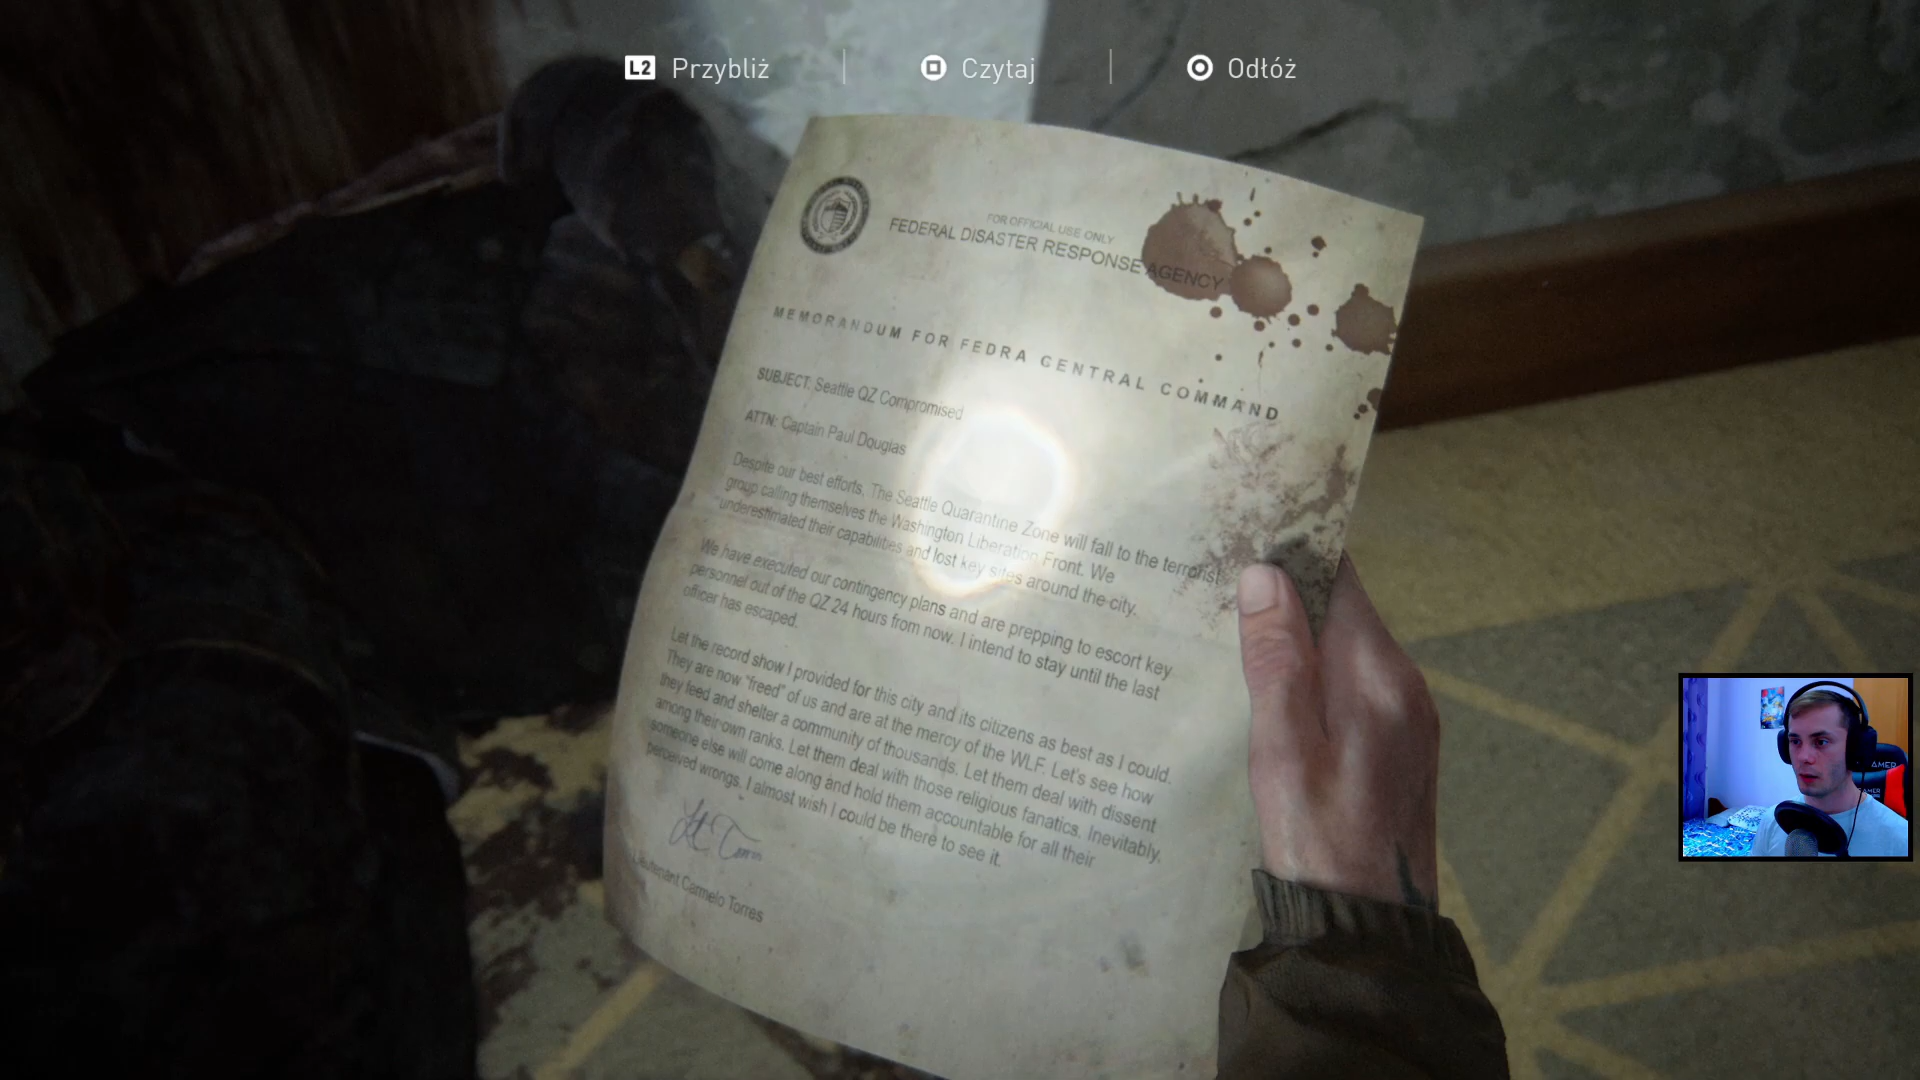 L2 Przybliż Czytaj Odłóż
FOR OFFICIAL USE ONLY
FEDERAL DISASTER RESPONSE AGENCY
MEMORANDUM FOR FEDRA CENTRAL COMMAND
SUBJECT: Seattle QZ Compromised
ATTN: Captain Paul Douglas
Despite our best efforts, The Seattle Quarantine Zone will fall to the terrorist
group calling themselves the Washington Liberation Front. We
underestimated their capabilities and lost key sites around the city.
We have executed our contingency plans and are prepping to escort key
personnel out of the QZ 24 hours from now. I intend to stay until the last
officer has escaped.
Let the record show I provided for this city and its citizens as best as I could.
They are now "freed" of us and are at the mercy of the WLF. Let's see how
they feed and shelter a community of thousands. Let them deal with dissent
among their own ranks. Let them deal with those religious fanatics. Inevitably,
someone else will come along and hold them accountable for all their
perceived wrongs. I almost wish I could be there to see it.
Lt Torres
Lieutenant Carmelo Torres